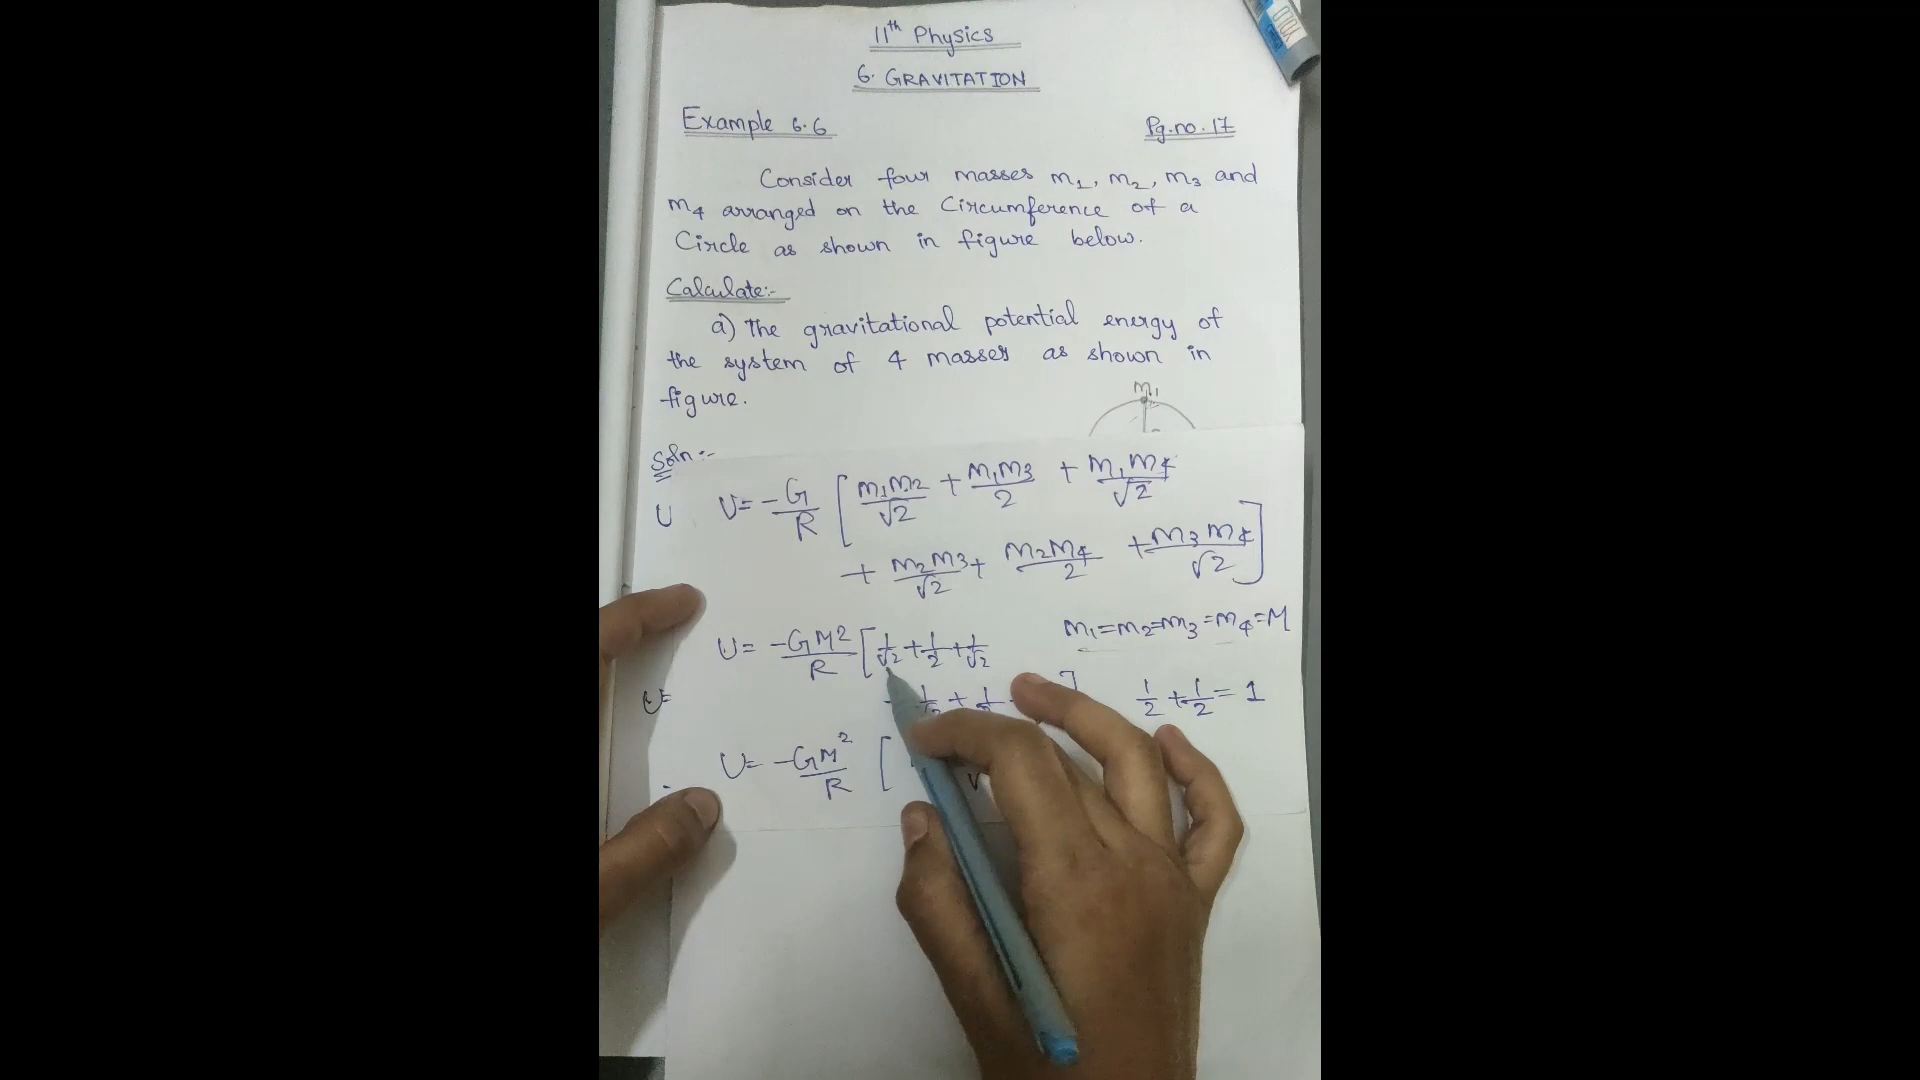 11th Physics
6. GRAVITATION
Example 6.6 Pg.no.17
Consider four masses m1, m2, m3 and
m4 arranged on the circumference of a
Circle as shown in figure below.
Calculate:-
a) The gravitational potential energy of
the system of 4 masses as shown in
figure.
M1
Soln:-
U U = -G/R [ m1m2/√2 + m1m3/2 + m1m4/√2
+ m2m3/√2 + m2m4/2 + m3m4/√2 ]
m1=m2=m3=m4=M
U = -GM2/R [ 1/√2 + 1/2 + 1/√2
U= ] 1/2 + 1/2 = 1
U = -GM²/R [
YOLO